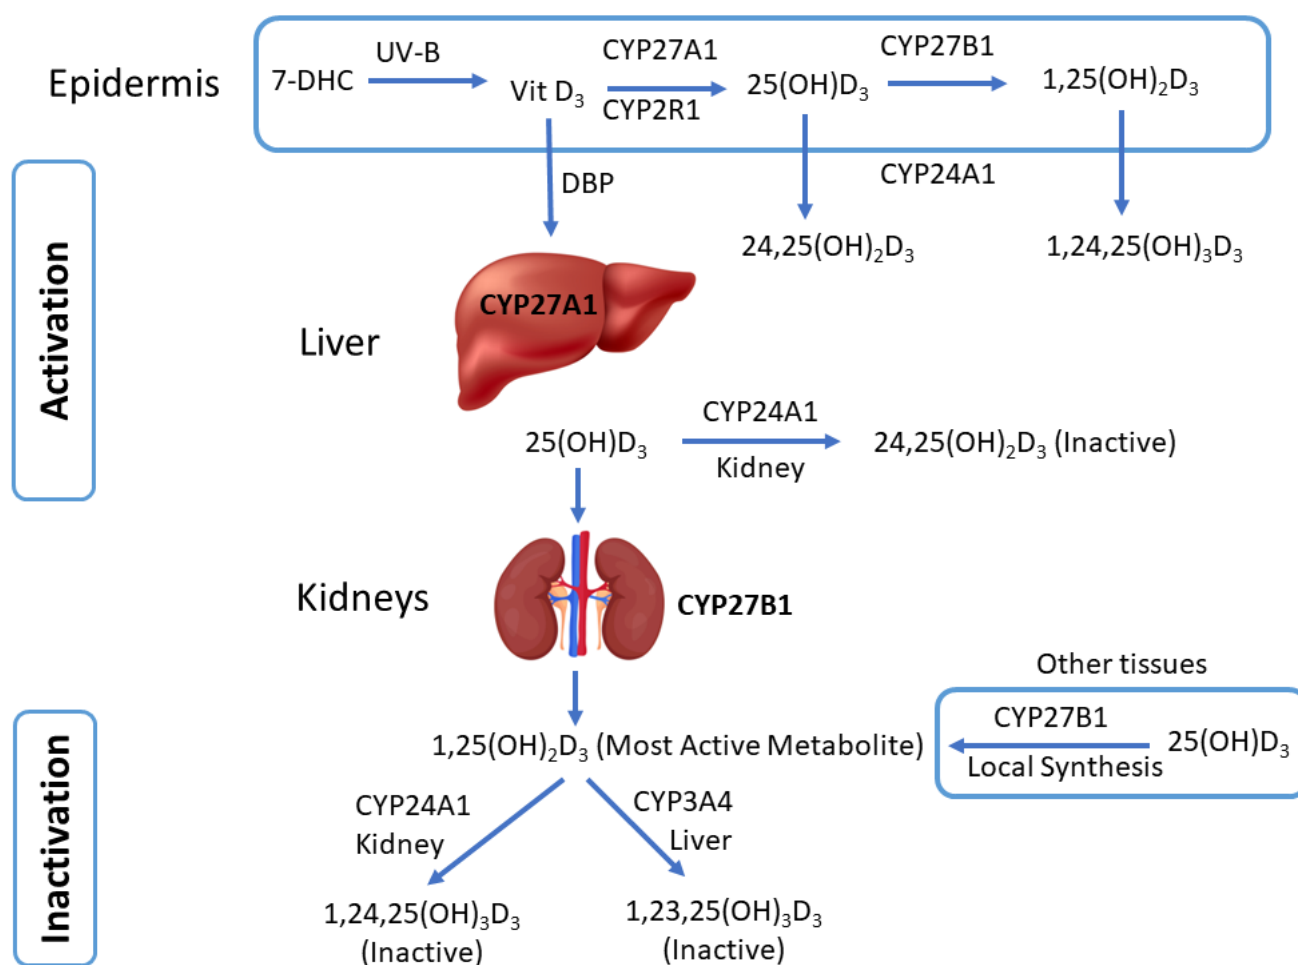 Epidermis
7-DHC
UV-B
Vit D₃
CYP27A1
CYP2R1
25(OH)D₃
CYP27B1
1,25(OH)₂D₃
DBP
CYP24A1
24,25(OH)₂D₃
1,24,25(OH)₃D₃
Activation
Liver
CYP27A1
25(OH)D₃
CYP24A1
Kidney
24,25(OH)₂D₃ (Inactive)
Kidneys
CYP27B1
Other tissues
CYP27B1
Local Synthesis
25(OH)D₃
1,25(OH)₂D₃ (Most Active Metabolite)
Inactivation
CYP24A1
Kidney
CYP3A4
Liver
1,24,25(OH)₃D₃
(Inactive)
1,23,25(OH)₃D₃
(Inactive)